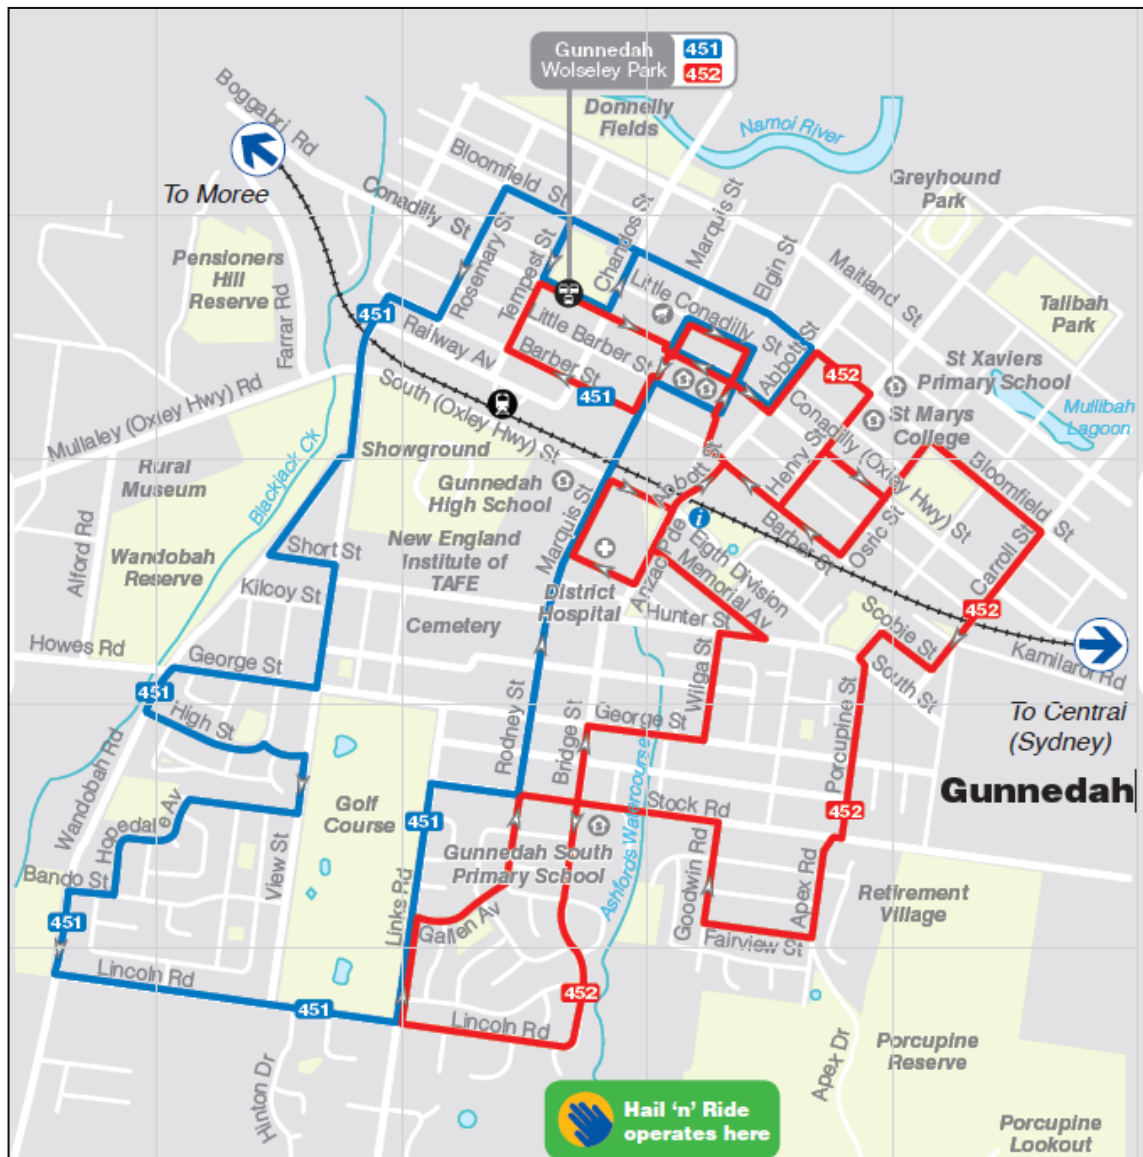 Gunnedah
Wolseley Park
451
452
Donnelly
Fields
Namoi River
Boggabri Rd
To Moree
Bloomfield St
Conadilly St
Marquis St
Greyhound
Park
Pensioners
Hill
Reserve
Rosemary St
Tempest St
Chandos St
Elgin St
Maitland St
Tallbah
Park
Farrar Rd
451
Little Conadilly St
Railway Av
Little Barber St
Barber St
451
Abbott St
452
St Xaviers
Primary School
St Marys
College
Mullibah
Lagoon
South (Oxley Hwy) St
Mullaley (Oxley Hwy) Rd
Conadilly (Oxley Hwy) St
Bloomfield St
Showground
Rural
Museum
Blackjack Ck
Gunnedah
High School
Abbott St
Henry St
Alford Rd
Wandobah
Reserve
Short St
New England
Institute of
TAFE
Marquis St
Anzac Pde
Eigth Division
Memorial Av
Barber St
Osric St
Carroll St
Kilcoy St
Cemetery
District
Hospital
Hunter St
Scobie St
452
South St
Kamilaroi Rd
Howes Rd
George St
451
High St
Wilga St
George St
Rodney St
Bridge St
Porcupine St
To Central
(Sydney)
Gunnedah
Wandobah Rd
Hopedale Av
Golf
Course
451
Stock Rd
452
Ashfords Watercourse
View St
Gunnedah South
Primary School
Goodwin Rd
Apex Rd
Retirement
Village
Bando St
451
Links Rd
Gallen Av
Fairview St
Lincoln Rd
451
452
Lincoln Rd
Hinton Dr
Apex Dr
Porcupine
Reserve
Hail 'n' Ride
operates here
Porcupine
Lookout